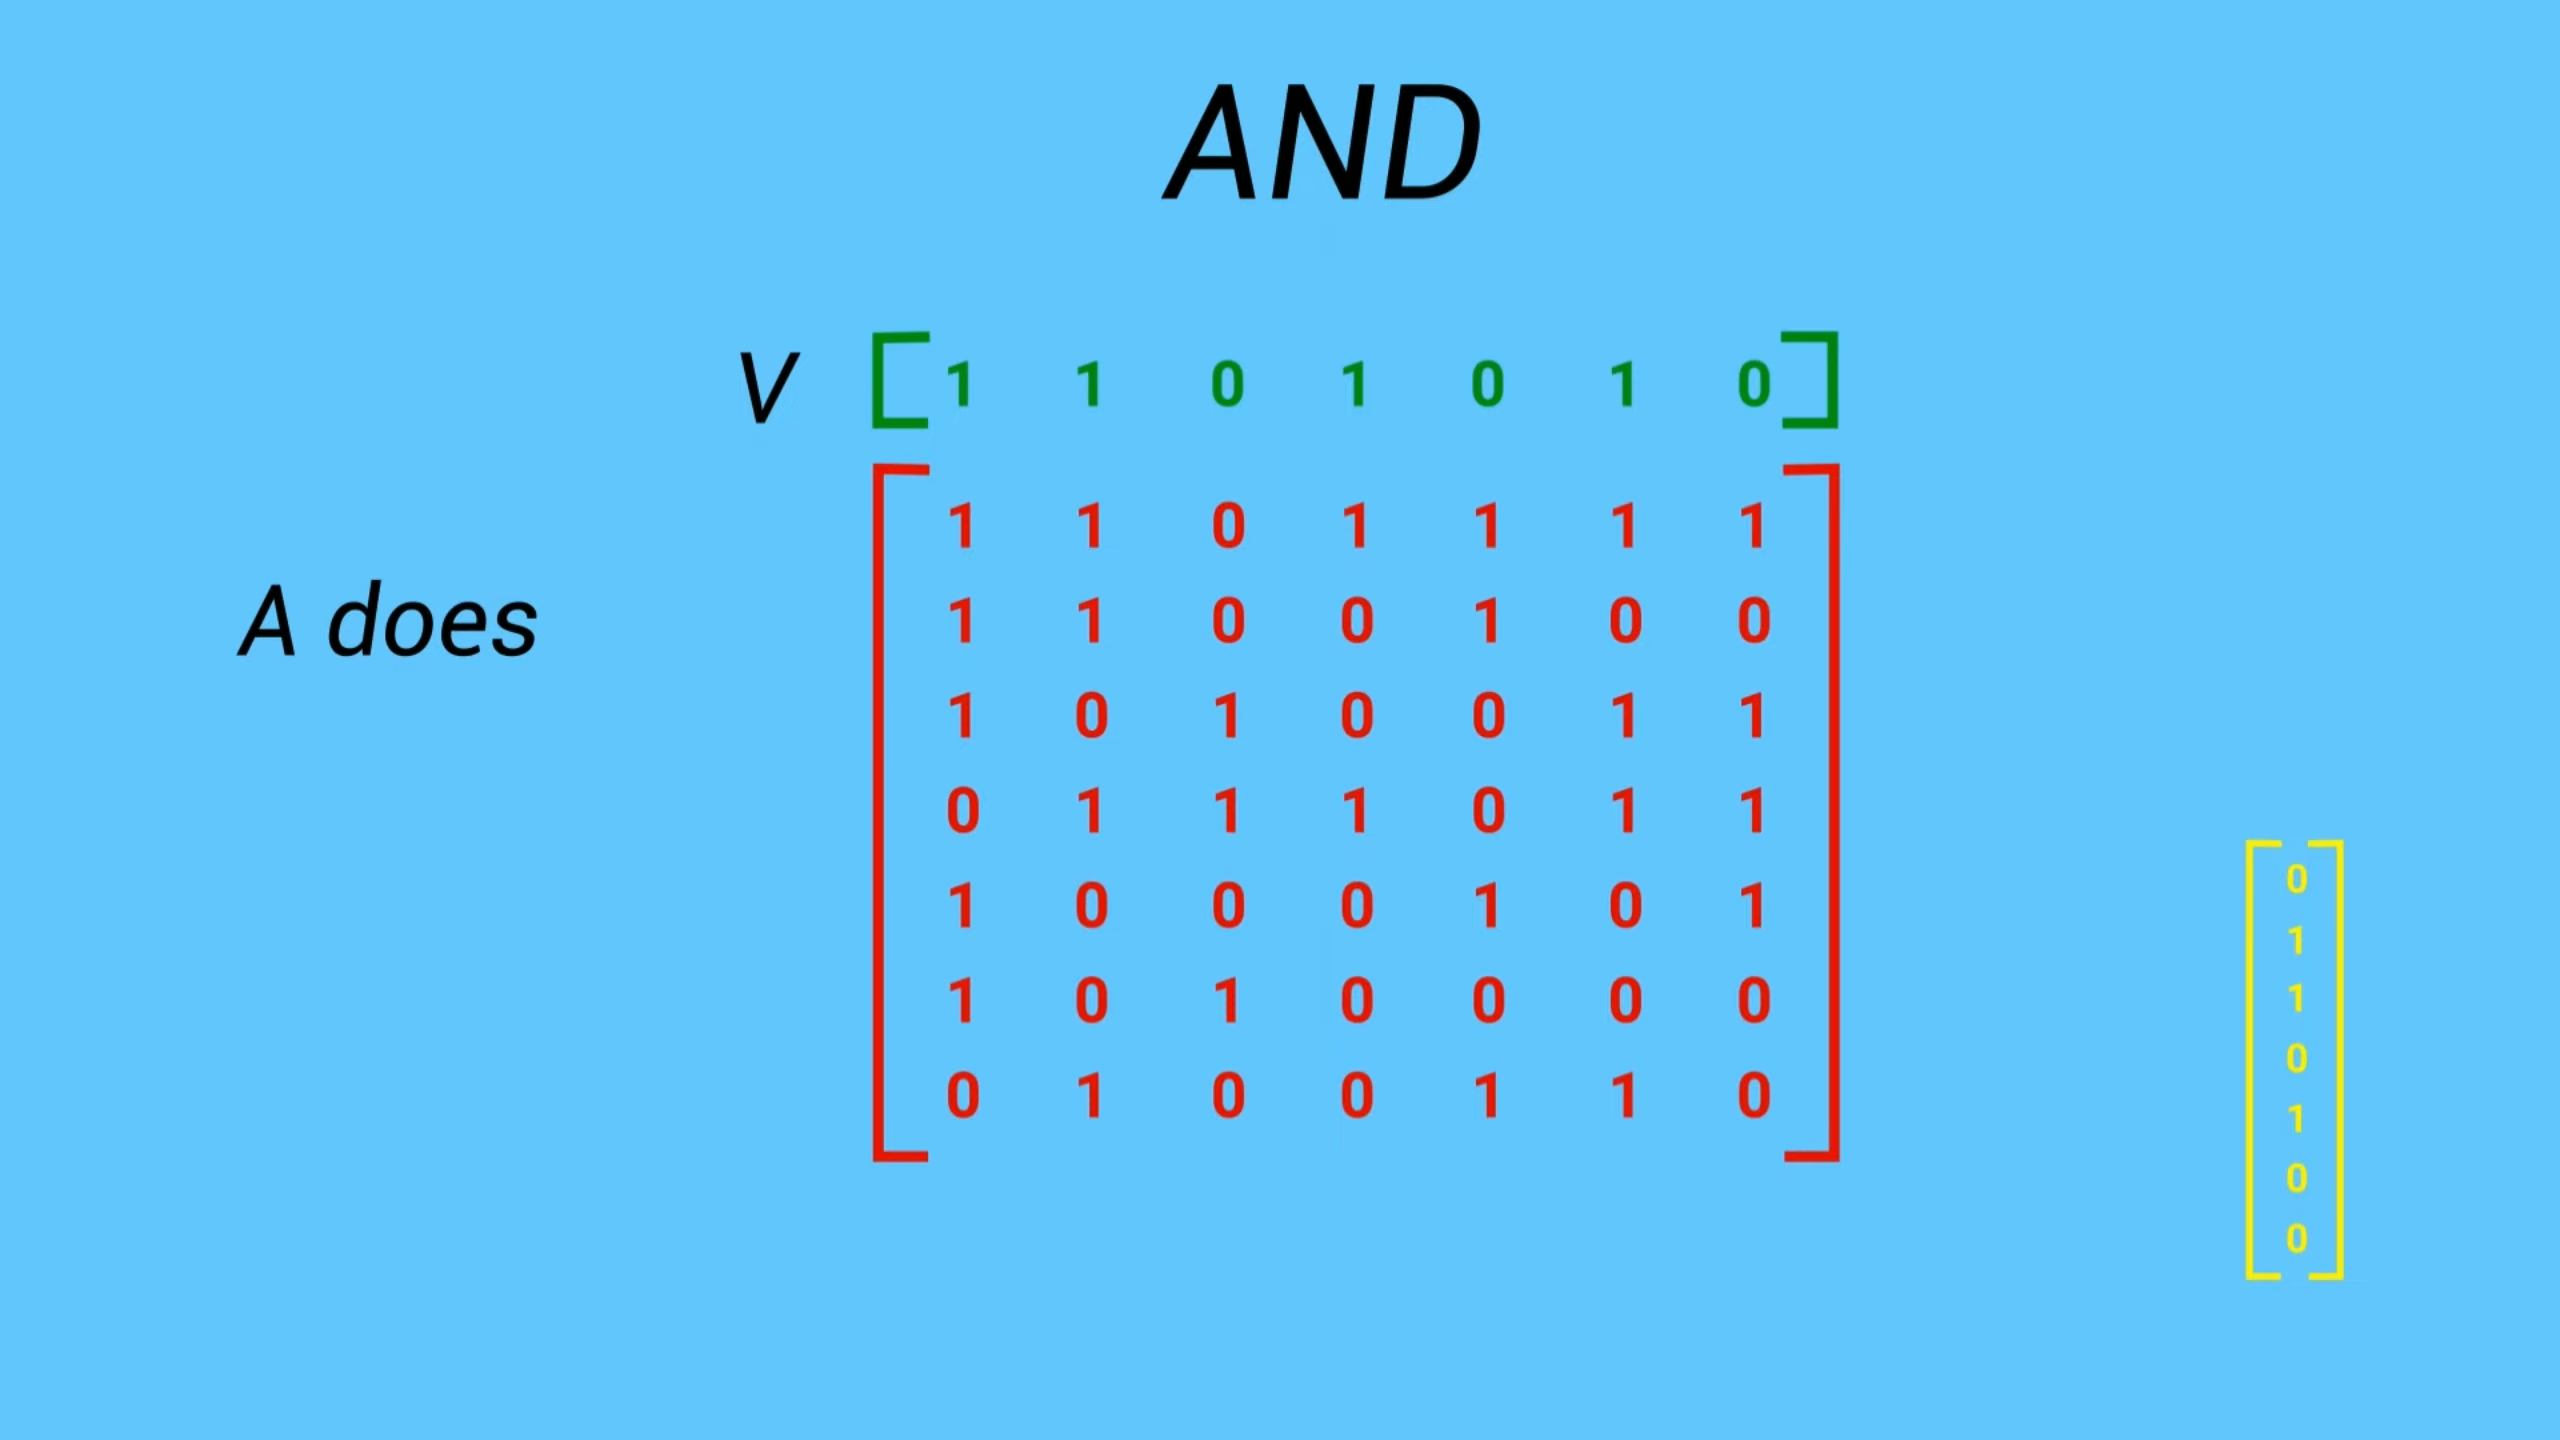 AND
V [1 1 0 1 0 1 0]
1 1 0 1 1 1 1
A does
1 1 0 0 1 0 0
1 0 1 0 0 1 1
0 1 1 1 0 1 1
1 0 0 0 1 0 1
1 0 1 0 0 0 0
0 1 0 0 1 1 0
0
1
1
0
1
0
0